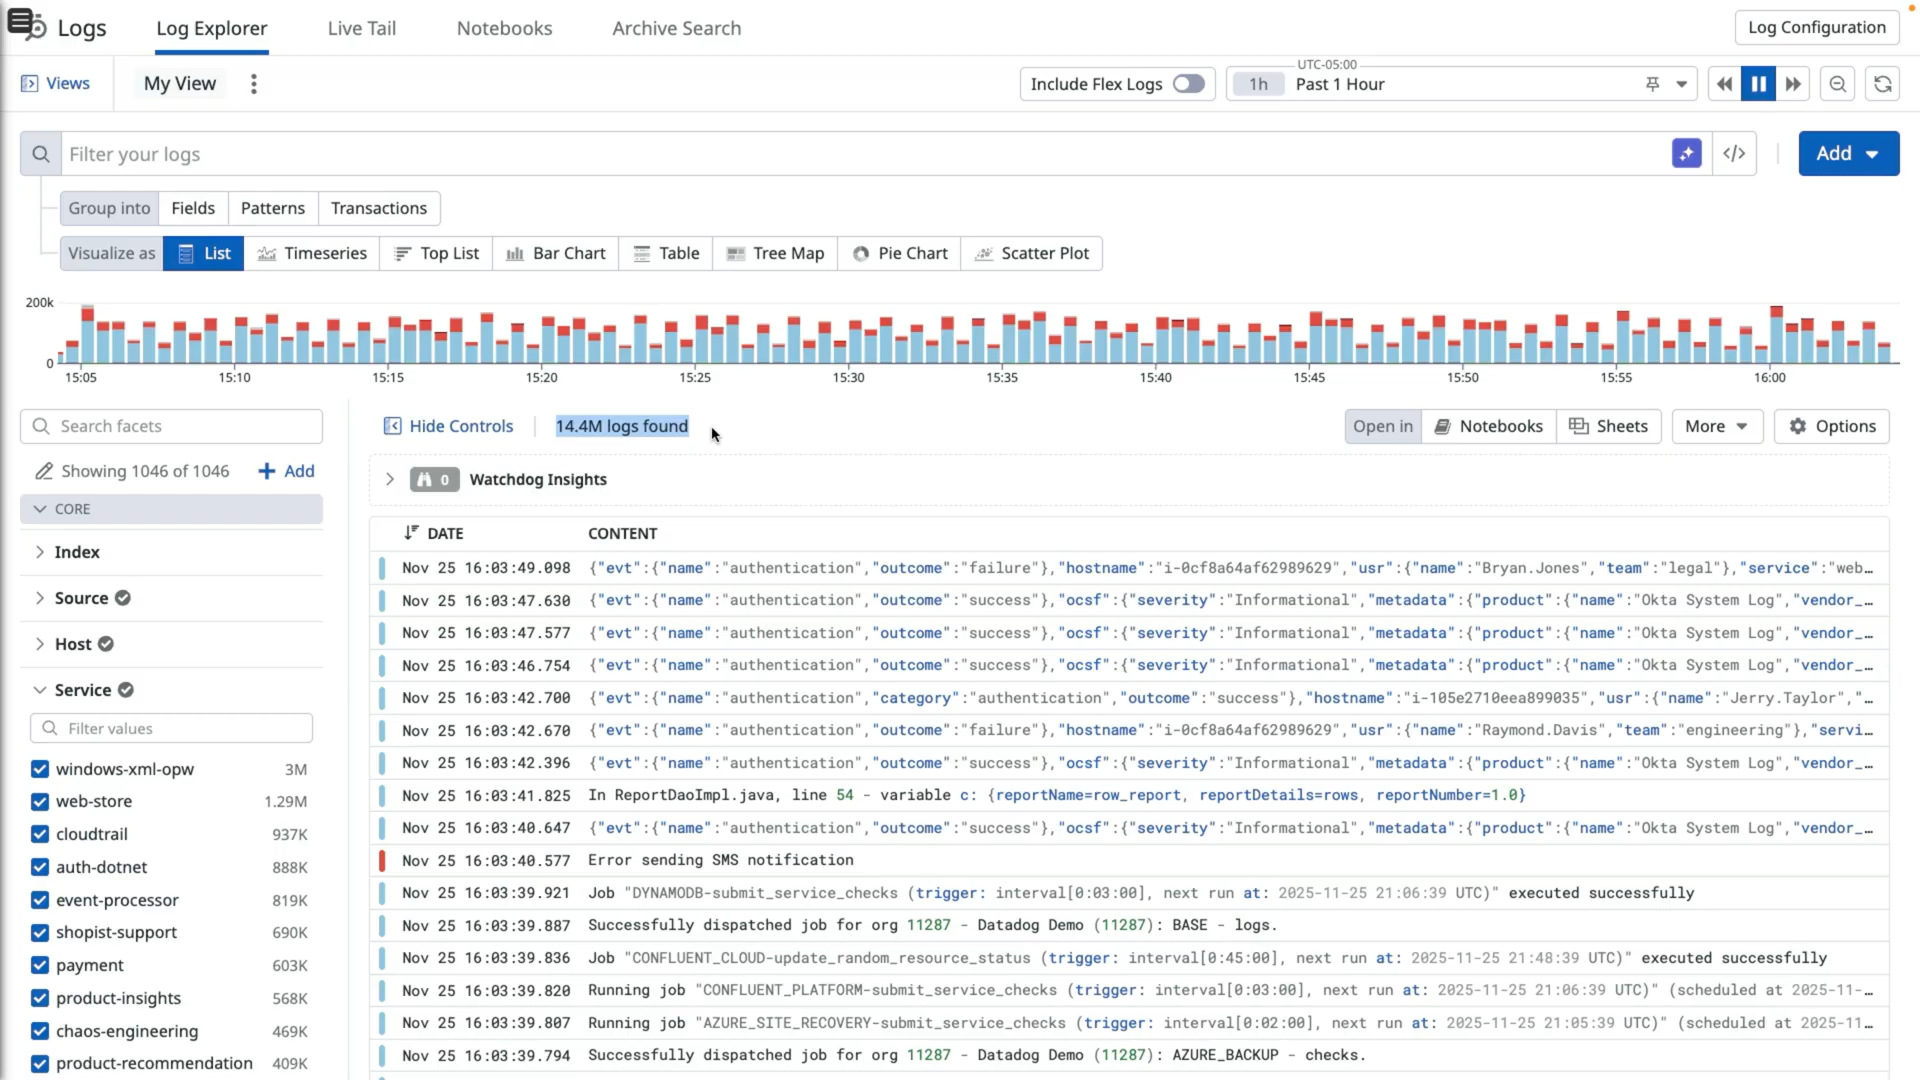 Logs
Log Explorer
Live Tail
Notebooks
Archive Search
Log Configuration
Views
My View
Include Flex Logs
UTC-05:00
1h Past 1 Hour
Filter your logs
</>
Add
Group into Fields Patterns Transactions
Visualize as List Timeseries Top List Bar Chart Table Tree Map Pie Chart Scatter Plot
200k
0
15:05 15:10 15:15 15:20 15:25 15:30 15:35 15:40 15:45 15:50 15:55 16:00
Search facets
Showing 1046 of 1046 + Add
CORE
Index
Source
Host
Service
Filter values
windows-xml-opw 3M
web-store 1.29M
cloudtrail 937K
auth-dotnet 888K
event-processor 819K
shopist-support 690K
payment 603K
product-insights 568K
chaos-engineering 469K
product-recommendation 409K
Hide Controls
14.4M logs found
Open in Notebooks Sheets
More
Options
0 Watchdog Insights
DATE CONTENT
Nov 25 16:03:49.098 {"evt":{"name":"authentication","outcome":"failure"},"hostname":"i-0cf8a64af62989629","usr":{"name":"Bryan.Jones","team":"legal"},"service":"web…
Nov 25 16:03:47.630 {"evt":{"name":"authentication","outcome":"success"},"ocsf":{"severity":"Informational","metadata":{"product":{"name":"Okta System Log","vendor_…
Nov 25 16:03:47.577 {"evt":{"name":"authentication","outcome":"success"},"ocsf":{"severity":"Informational","metadata":{"product":{"name":"Okta System Log","vendor_…
Nov 25 16:03:46.754 {"evt":{"name":"authentication","outcome":"success"},"ocsf":{"severity":"Informational","metadata":{"product":{"name":"Okta System Log","vendor_…
Nov 25 16:03:42.700 {"evt":{"name":"authentication","category":"authentication","outcome":"success"},"hostname":"i-105e2710eea899035","usr":{"name":"Jerry.Taylor","…
Nov 25 16:03:42.670 {"evt":{"name":"authentication","outcome":"failure"},"hostname":"i-0cf8a64af62989629","usr":{"name":"Raymond.Davis","team":"engineering"},"servi…
Nov 25 16:03:42.396 {"evt":{"name":"authentication","outcome":"success"},"ocsf":{"severity":"Informational","metadata":{"product":{"name":"Okta System Log","vendor_…
Nov 25 16:03:41.825 In ReportDaoImpl.java, line 54 - variable c: {reportName=row_report, reportDetails=rows, reportNumber=1.0}
Nov 25 16:03:40.647 {"evt":{"name":"authentication","outcome":"success"},"ocsf":{"severity":"Informational","metadata":{"product":{"name":"Okta System Log","vendor_…
Nov 25 16:03:40.577 Error sending SMS notification
Nov 25 16:03:39.921 Job "DYNAMODB-submit_service_checks (trigger: interval[0:03:00], next run at: 2025-11-25 21:06:39 UTC)" executed successfully
Nov 25 16:03:39.887 Successfully dispatched job for org 11287 - Datadog Demo (11287): BASE - logs.
Nov 25 16:03:39.836 Job "CONFLUENT_CLOUD-update_random_resource_status (trigger: interval[0:45:00], next run at: 2025-11-25 21:48:39 UTC)" executed successfully
Nov 25 16:03:39.820 Running job "CONFLUENT_PLATFORM-submit_service_checks (trigger: interval[0:03:00], next run at: 2025-11-25 21:06:39 UTC)" (scheduled at 2025-11-…
Nov 25 16:03:39.807 Running job "AZURE_SITE_RECOVERY-submit_service_checks (trigger: interval[0:02:00], next run at: 2025-11-25 21:05:39 UTC)" (scheduled at 2025-11…
Nov 25 16:03:39.794 Successfully dispatched job for org 11287 - Datadog Demo (11287): AZURE_BACKUP - checks.